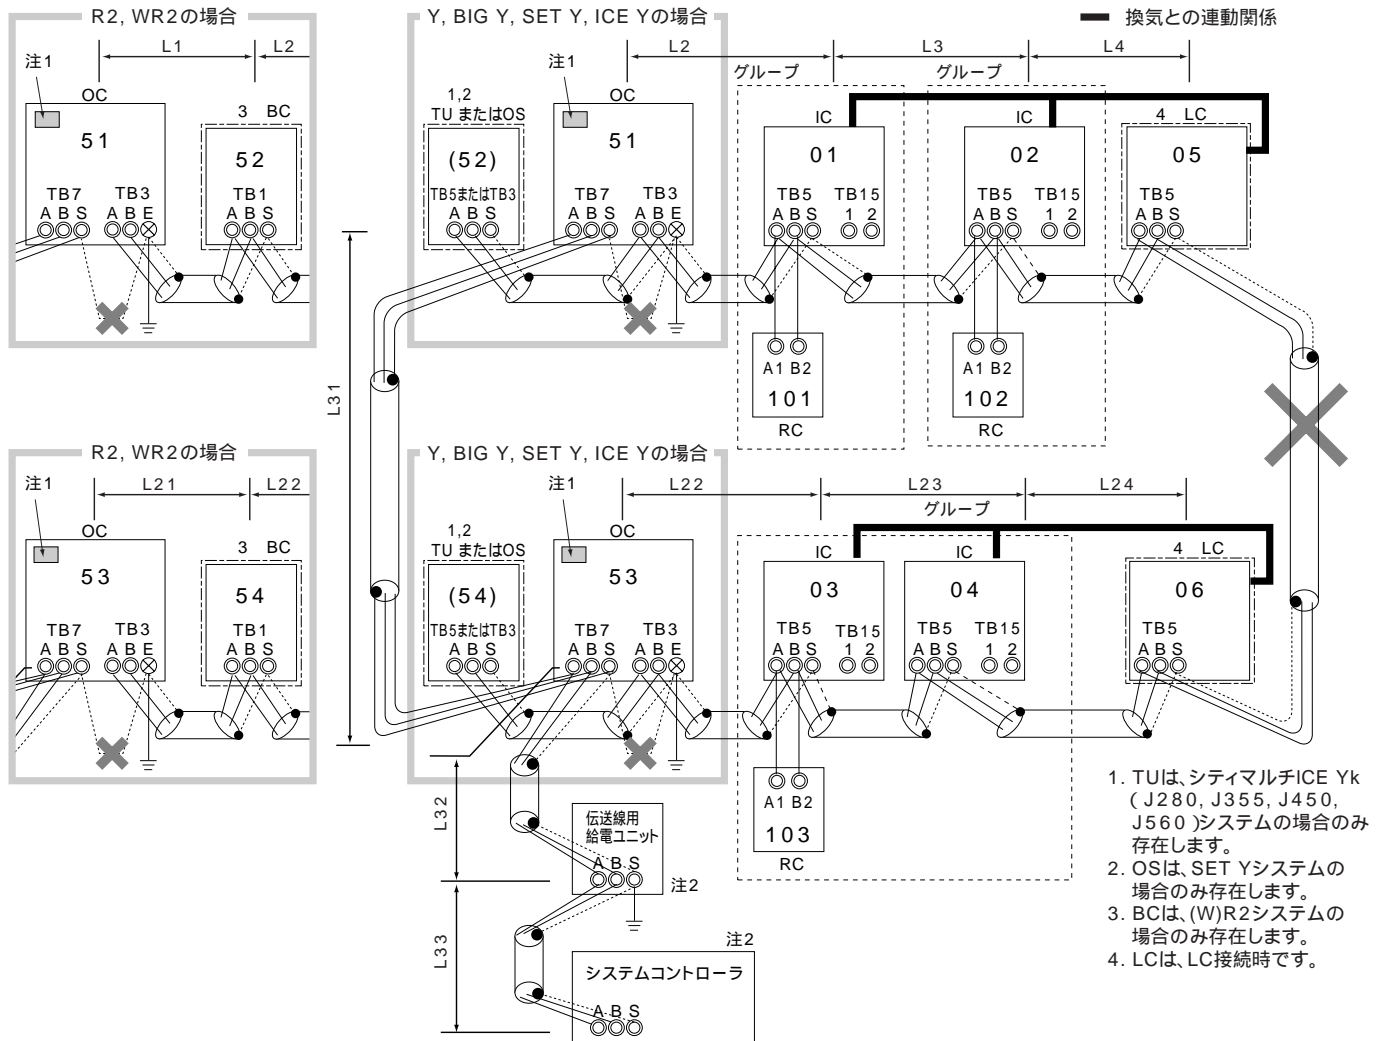 R2, WR2の場合
Y, BIG Y, SET Y, ICE Yの場合
換気との連動関係
L1
L2
L2
L3
L4
注1
注1
グループ
グループ
OC
1,2
TU またはOS
OC
IC
IC
4 LC
3 BC
51
52
(52)
51
01
02
05
TB7
TB3
TB1
TB5またはTB3
TB7
TB3
TB5
TB15
TB5
TB15
TB5
A B S
A B E
A B S
A B S
A B S
A B E
A B S
1 2
A B S
1 2
A B S
L31
A1 B2
101
RC
A1 B2
102
RC
R2, WR2の場合
Y, BIG Y, SET Y, ICE Yの場合
L21
L22
L22
L23
L24
注1
注1
グループ
OC
1,2
TU またはOS
OC
IC
IC
4 LC
3 BC
53
54
(54)
53
03
04
06
TB7
TB3
TB1
TB5またはTB3
TB7
TB3
TB5
TB15
TB5
TB15
TB5
A B S
A B E
A B S
A B S
A B S
A B E
A B S
1 2
A B S
1 2
A B S
A1 B2
103
RC
L32
伝送線用
給電ユニット
A B S
注2
L33
注2
システムコントローラ
A B S
1. TUは、シティマルチICE Yk
(J280, J355, J450,
J560)システムの場合のみ
存在します。
2. OSは、SET Yシステムの
場合のみ存在します。
3. BCは、(W)R2システムの
場合のみ存在します。
4. LCは、LC接続時です。